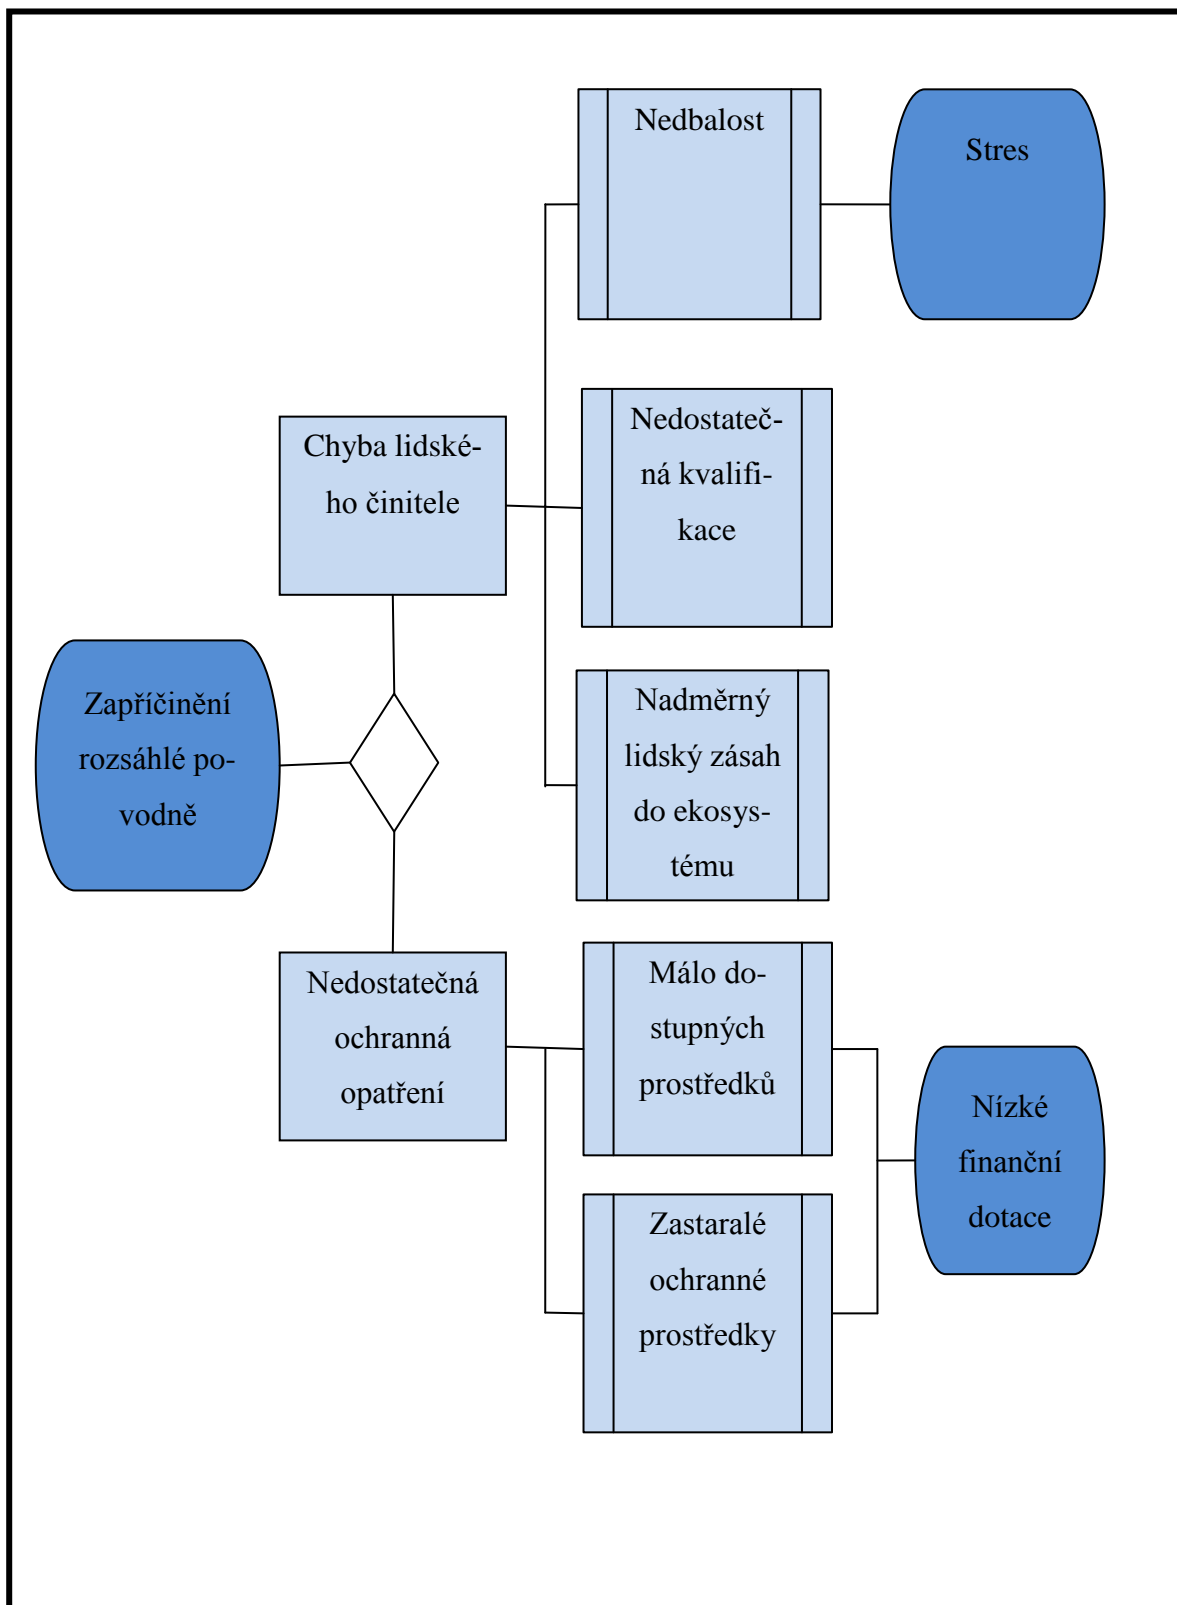 Nedbalost
Stres
Nedostateč-
ná kvalifi-
kace
Chyba lidské-
ho činitele
Nadměrný
lidský zásah
do ekosys-
tému
Zapříčinění
rozsáhlé po-
vodně
Nedostatečná
ochranná
opatření
Málo do-
stupných
prostředků
Nízké
finanční
dotace
Zastaralé
ochranné
prostředky